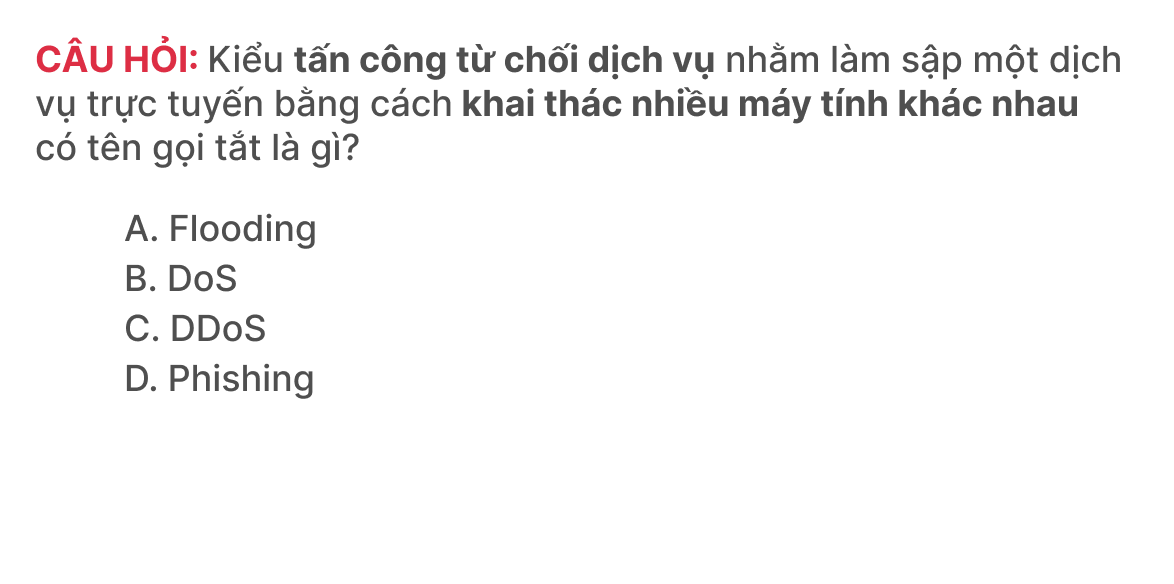 CÂU HỎI: Kiểu tấn công từ chối dịch vụ nhằm làm sập một dịch
vụ trực tuyến bằng cách khai thác nhiều máy tính khác nhau
có tên gọi tắt là gì?
A. Flooding
B. DoS
C. DDoS
D. Phishing